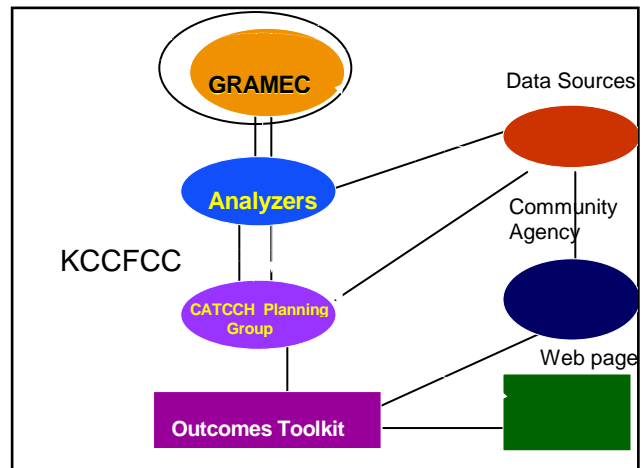 GRAMEC
Data Sources
Analyzers
Community
Agency
KCCFCC
CATCCH Planning
Group
Web page
Outcomes Toolkit